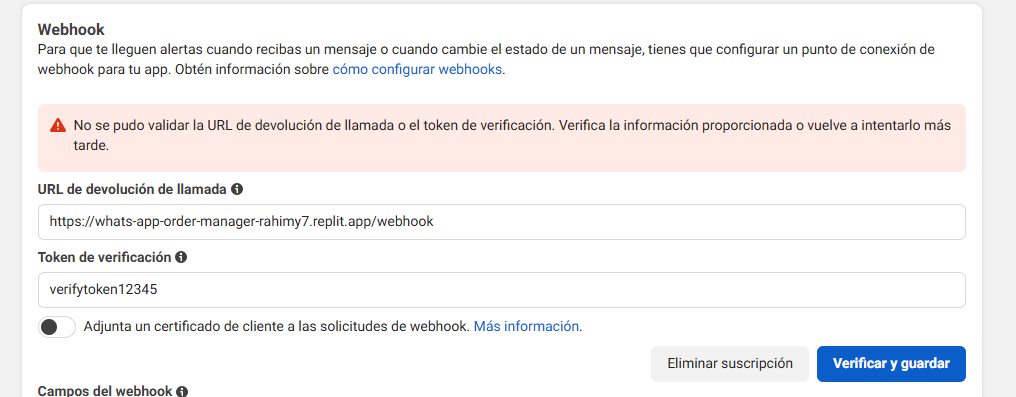 Webhook
Para que te lleguen alertas cuando recibas un mensaje o cuando cambie el estado de un mensaje, tienes que configurar un punto de conexión de
webhook para tu app. Obtén información sobre cómo configurar webhooks.
No se pudo validar la URL de devolución de llamada o el token de verificación. Verifica la información proporcionada o vuelve a intentarlo más
tarde.
URL de devolución de llamada
https://whats-app-order-manager-rahimy7.replit.app/webhook
Token de verificación
verifytoken12345
Adjunta un certificado de cliente a las solicitudes de webhook. Más información.
Eliminar suscripción
Verificar y guardar
Campos del webhook